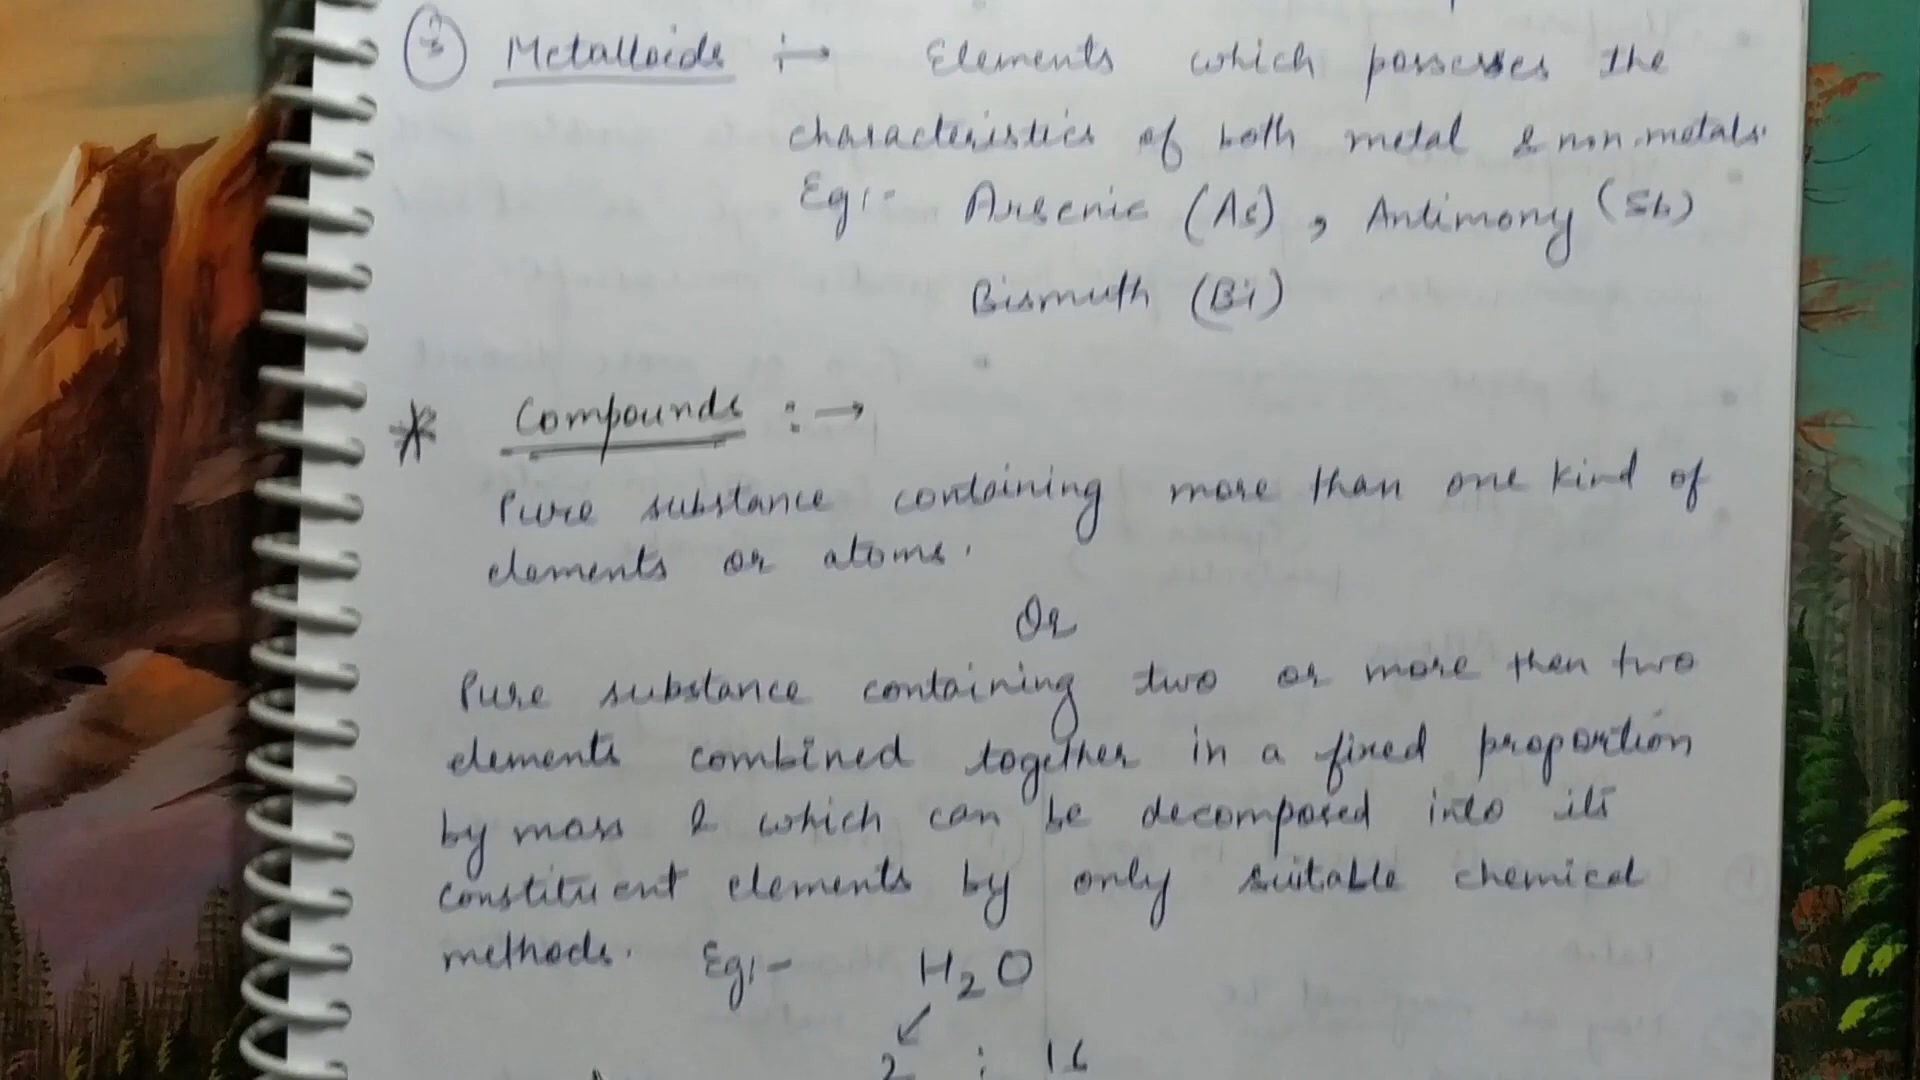 3 Metalloids :→ Elements which possesses the
characteristics of both metal & non-metals.
Eg:- Arsenic (As), Antimony (Sb)
Bismuth (Bi)
* Compounds :→
Pure substance containing more than one kind of
elements or atoms.
Or
Pure substance containing two or more then two
elements combined together in a fixed proportion
by mass & which can be decomposed into its
constituent elements by only suitable chemical
methods. Eg:- H₂O
2 : 16